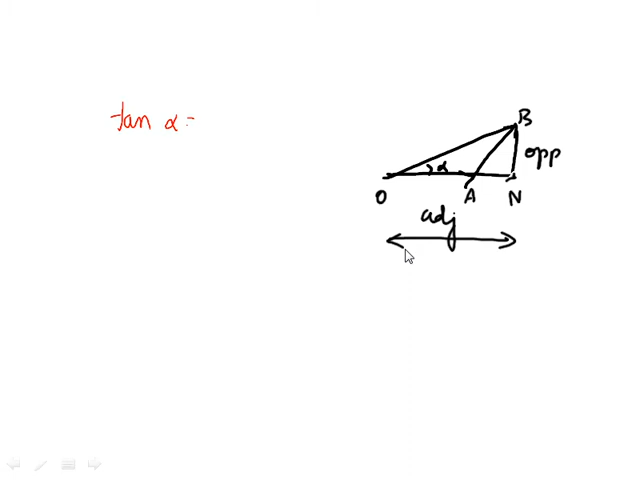 tan α =
B
opp
α
O A N
adj